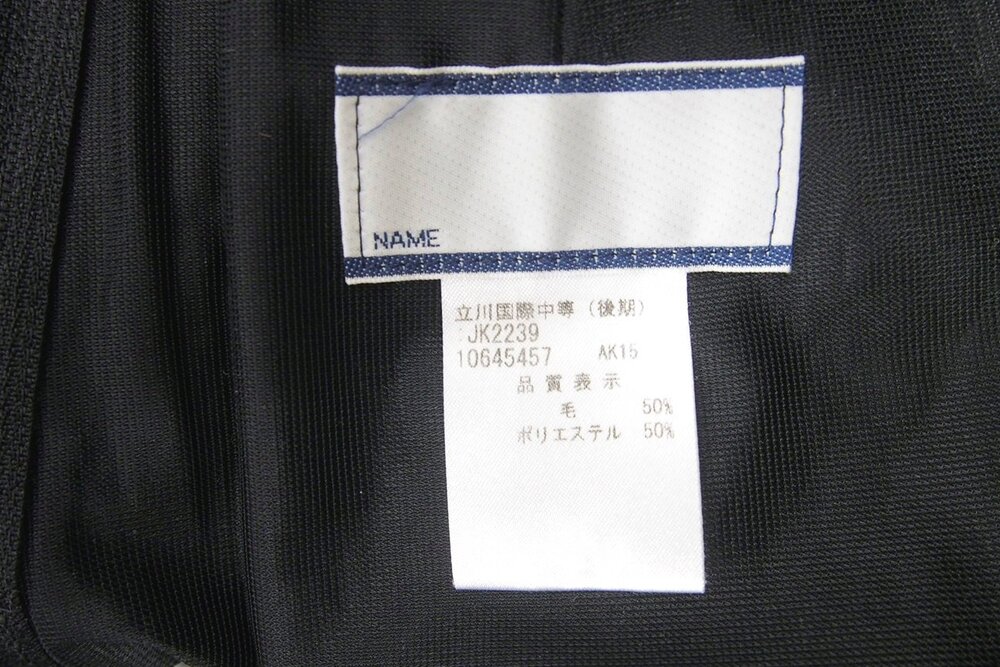 NAME
立川国際中等（後期）
JK2239
10645457 AK15
品質表示
毛 50%
ポリエステル 50%